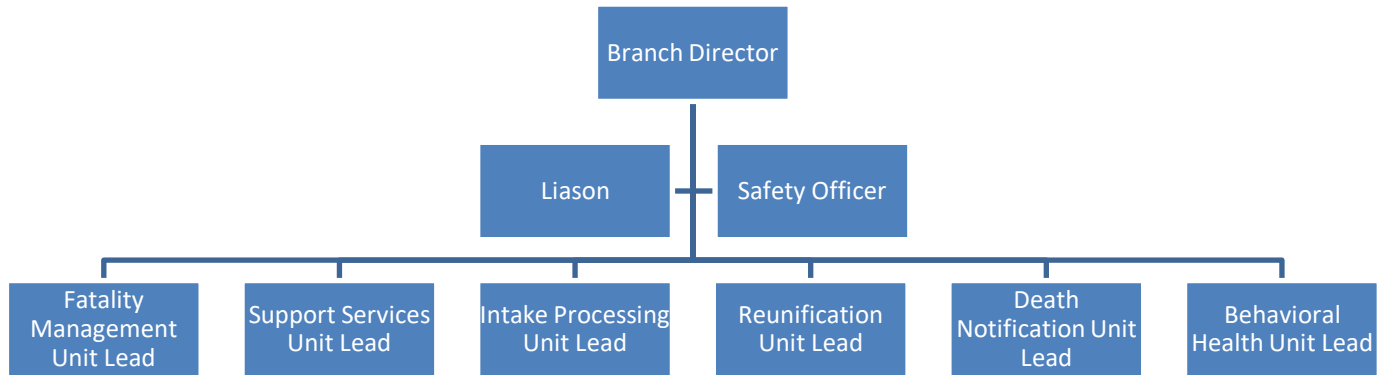 Branch Director
Liason
Safety Officer
Fatality
Management
Unit Lead
Support Services
Unit Lead
Intake Processing
Unit Lead
Reunification
Unit Lead
Death
Notification Unit
Lead
Behavioral
Health Unit Lead